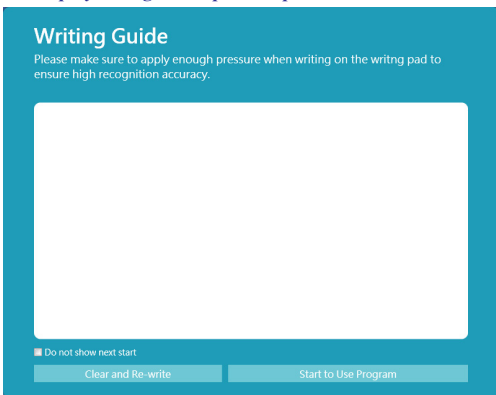 Writing Guide
Please make sure to apply enough pressure when writing on the writng pad to
ensure high recognition accuracy.
Do not show next start
Clear and Re-write
Start to Use Program